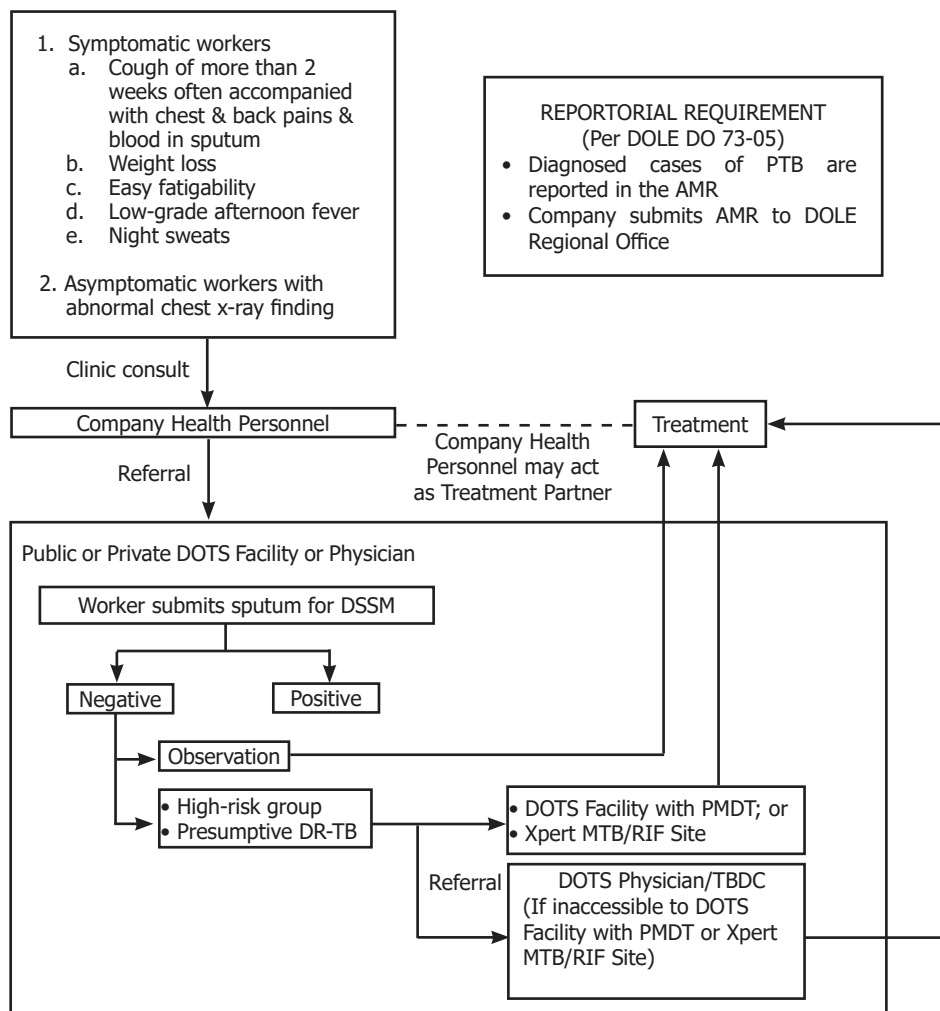 1. Symptomatic workers
a. Cough of more than 2
weeks often accompanied
with chest & back pains &
blood in sputum
b. Weight loss
c. Easy fatigability
d. Low-grade afternoon fever
e. Night sweats
2. Asymptomatic workers with
abnormal chest x-ray finding
REPORTORIAL REQUIREMENT
(Per DOLE DO 73-05)
• Diagnosed cases of PTB are
reported in the AMR
• Company submits AMR to DOLE
Regional Office
Clinic consult
Company Health Personnel
Company Health
Personnel may act
as Treatment Partner
Treatment
Referral
Public or Private DOTS Facility or Physician
Worker submits sputum for DSSM
Negative
Positive
Observation
• High-risk group
• Presumptive DR-TB
• DOTS Facility with PMDT; or
• Xpert MTB/RIF Site
Referral
DOTS Physician/TBDC
(If inaccessible to DOTS
Facility with PMDT or Xpert
MTB/RIF Site)